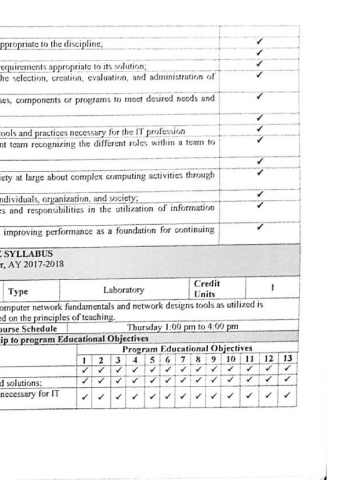 ppropriate to the discipline; ✓
✓
equirements appropriate to its solution; ✓
he selection, creation, evaluation, and administration of ✓
ses, components or programs to meet desired needs and ✓
✓
ools and practices necessary for the IT profession ✓
nt team recognizing the different roles within a team to ✓
✓
iety at large about complex computing activities through ✓
ndividuals, organization, and society; ✓
es and responsibilities in the utilization of information ✓
improving performance as a foundation for continuing ✓
E SYLLABUS
r, AY 2017-2018
Type Laboratory Credit Units 1
omputer network fundamentals and network designs tools as utilized is
ed on the principles of teaching.
ourse Schedule Thursday 1:00 pm to 4:00 pm
hip to program Educational Objectives
Program Educational Objectives
1 2 3 4 5 6 7 8 9 10 11 12 13
✓ ✓ ✓ ✓ ✓ ✓ ✓ ✓ ✓ ✓ ✓ ✓ ✓
d solutions; ✓ ✓ ✓ ✓ ✓ ✓ ✓ ✓ ✓ ✓ ✓ ✓ ✓
necessary for IT ✓ ✓ ✓ ✓ ✓ ✓ ✓ ✓ ✓ ✓ ✓ ✓ ✓